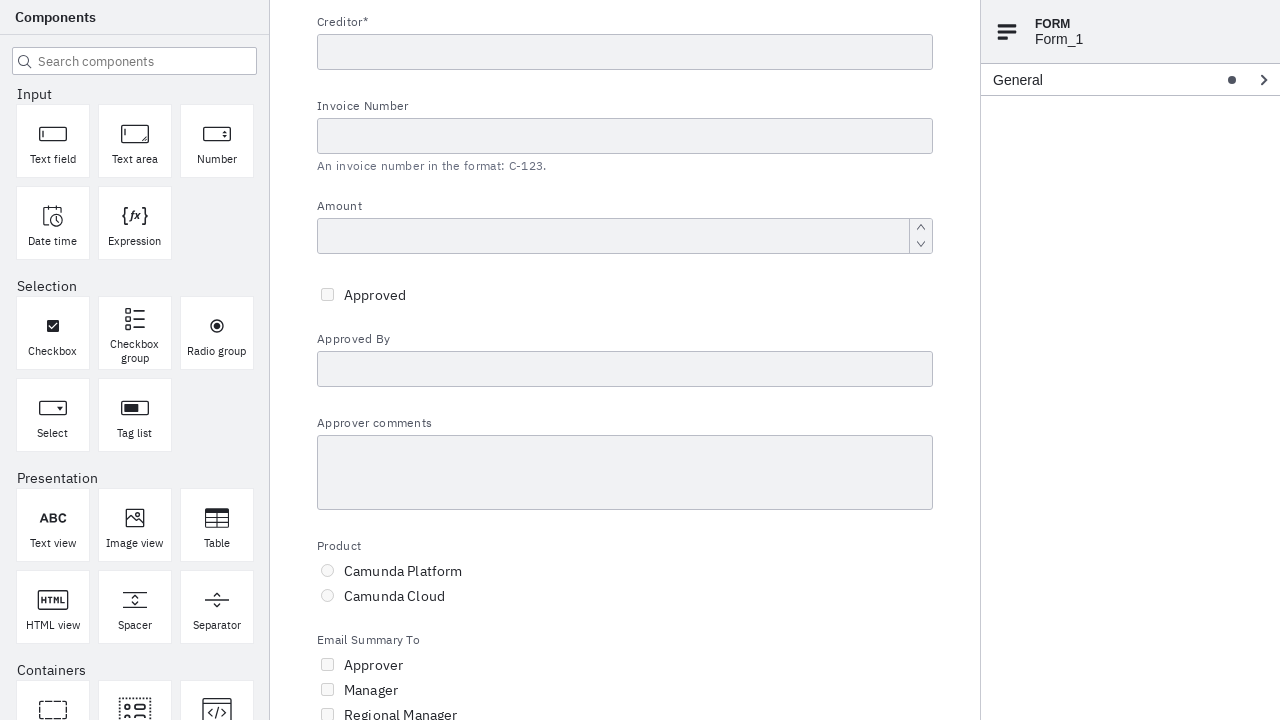 Components
Search components
Input
Text field
Text area
Number
Date time
fx
Expression
Selection
Checkbox
Checkbox
group
Radio group
Select
Tag list
Presentation
ABC
Text view
Image view
Table
HTML
HTML view
Spacer
Separator
Containers
Creditor*
Invoice Number
An invoice number in the format: C-123.
Amount
Approved
Approved By
Approver comments
Product
Camunda Platform
Camunda Cloud
Email Summary To
Approver
Manager
Regional Manager
FORM
Form_1
General